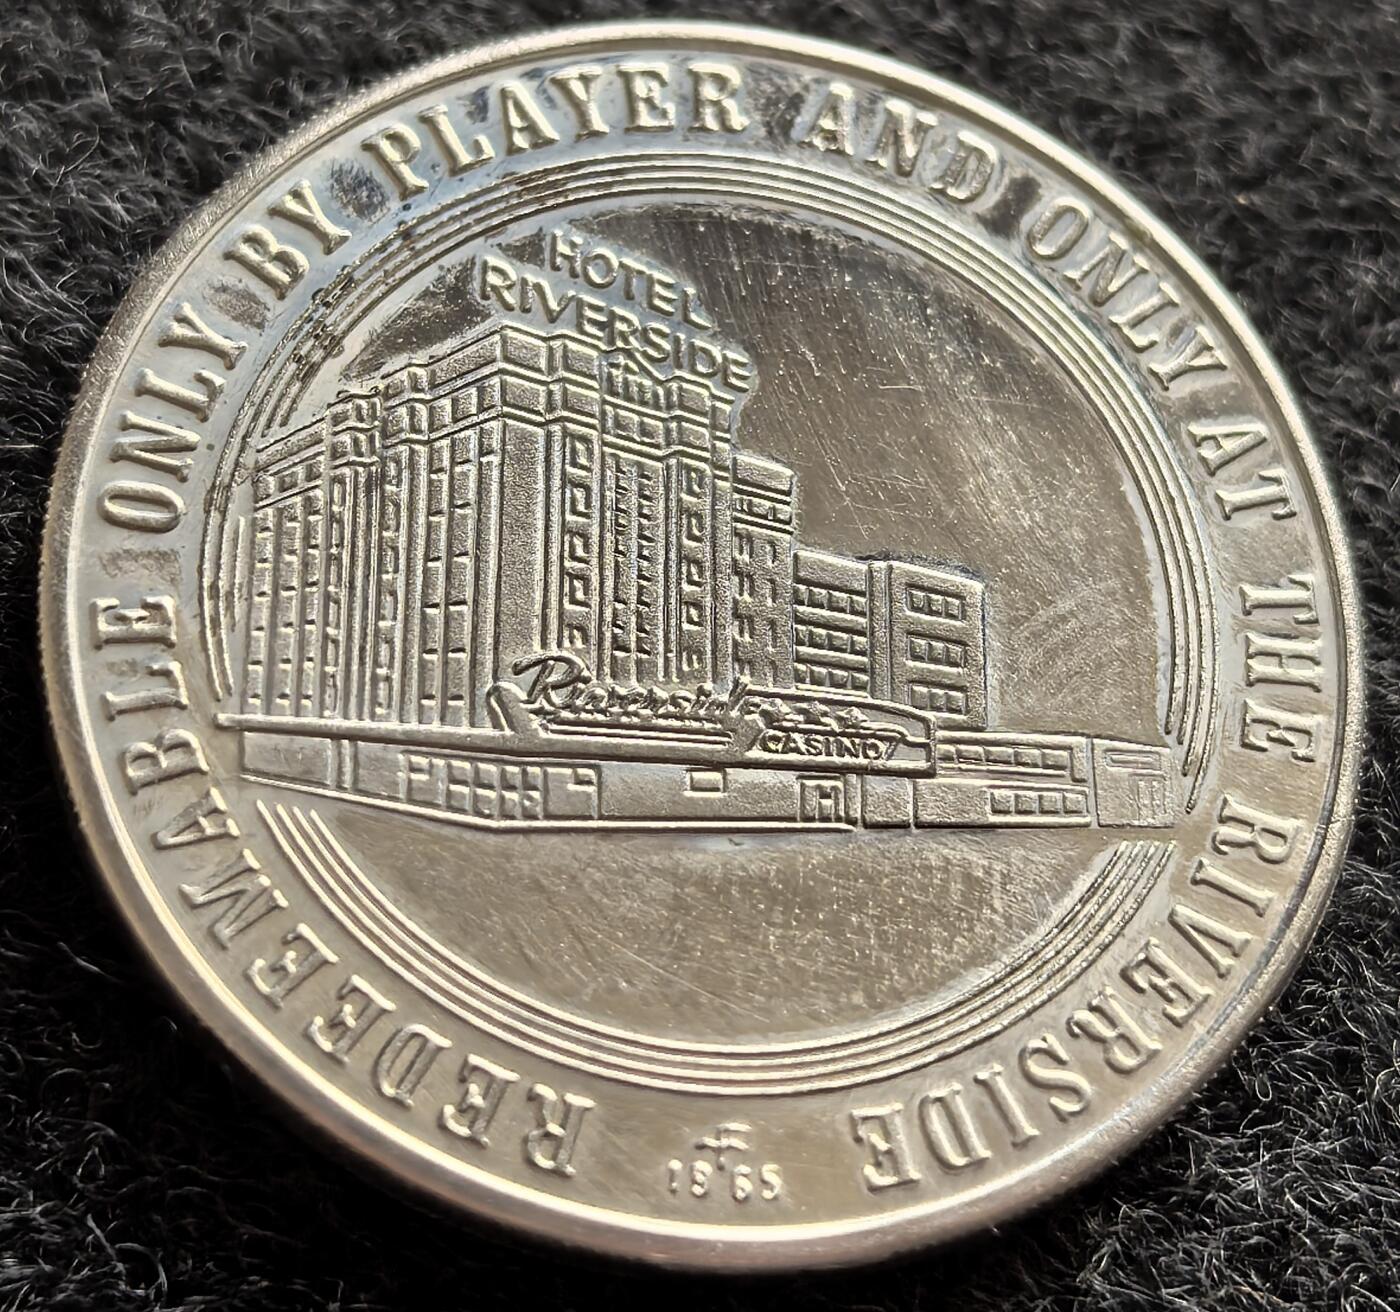 REDEEMABLE ONLY BY PLAYER AND ONLY AT THE RIVERSIDE
HOTEL
RIVERSIDE
Riverside
CASINO
1965